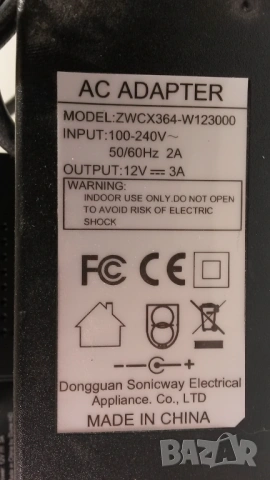 AC ADAPTER
MODEL:ZWCX364-W123000
INPUT:100-240V~
50/60Hz 2A
OUTPUT:12V⎓3A
WARNING:
INDOOR USE ONLY.DO NOT OPEN
TO AVOID RISK OF ELECTRIC
SHOCK
FC CE
Dongguan Sonicway Electrical
Appliance. Co., LTD
MADE IN CHINA
BAZAR